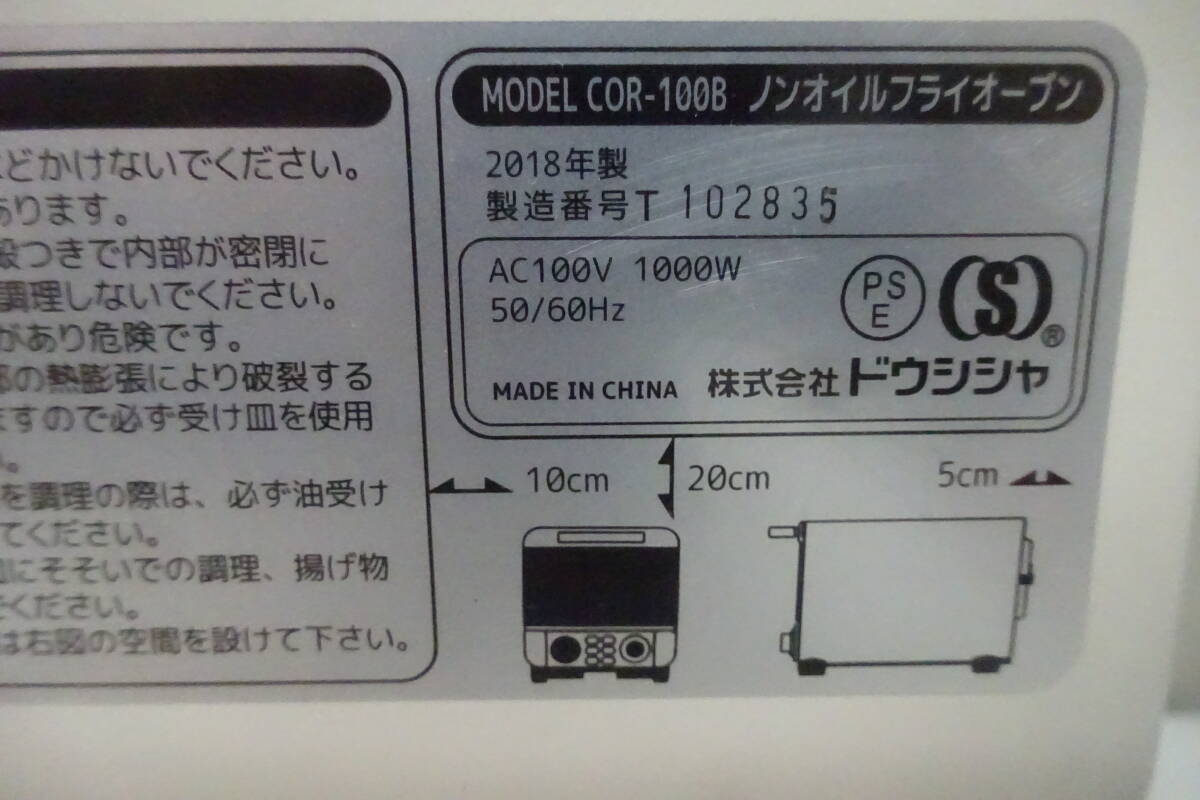 どかけないでください。
あります。
殻つきで内部が密閉に
調理しないでください。
があり危険です。
部の熱膨張により破裂する
ますので必ず受け皿を使用
を調理の際は、必ず油受け
てください。
にそそいでの調理、揚げ物
ください。
は右図の空間を設けて下さい。
MODEL COR-100B ノンオイルフライオーブン
2018年製
製造番号T 102835
AC100V 1000W
50/60Hz
PS
E
(S)®
MADE IN CHINA 株式会社ドウシシャ
10cm
20cm
5cm